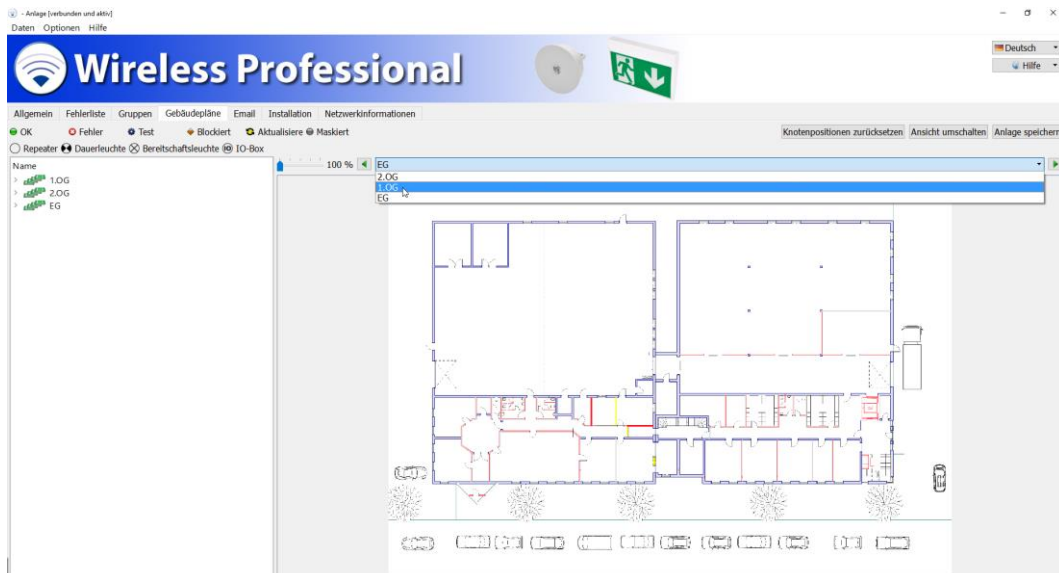 - Anlage [verbunden und aktiv]
Daten Optionen Hilfe
Wireless Professional
Deutsch
Hilfe
Allgemein Fehlerliste Gruppen Gebäudepläne Email Installation Netzwerkinformationen
OK Fehler Test Blockiert Aktualisiere Maskiert
Knotenpositionen zurücksetzen Ansicht umschalten Anlage speichern
Repeater Dauerleuchte Bereitschaftsleuchte IO IO-Box
Name
100 % EG
2.OG
1.OG
EG
1.OG
2.OG
EG